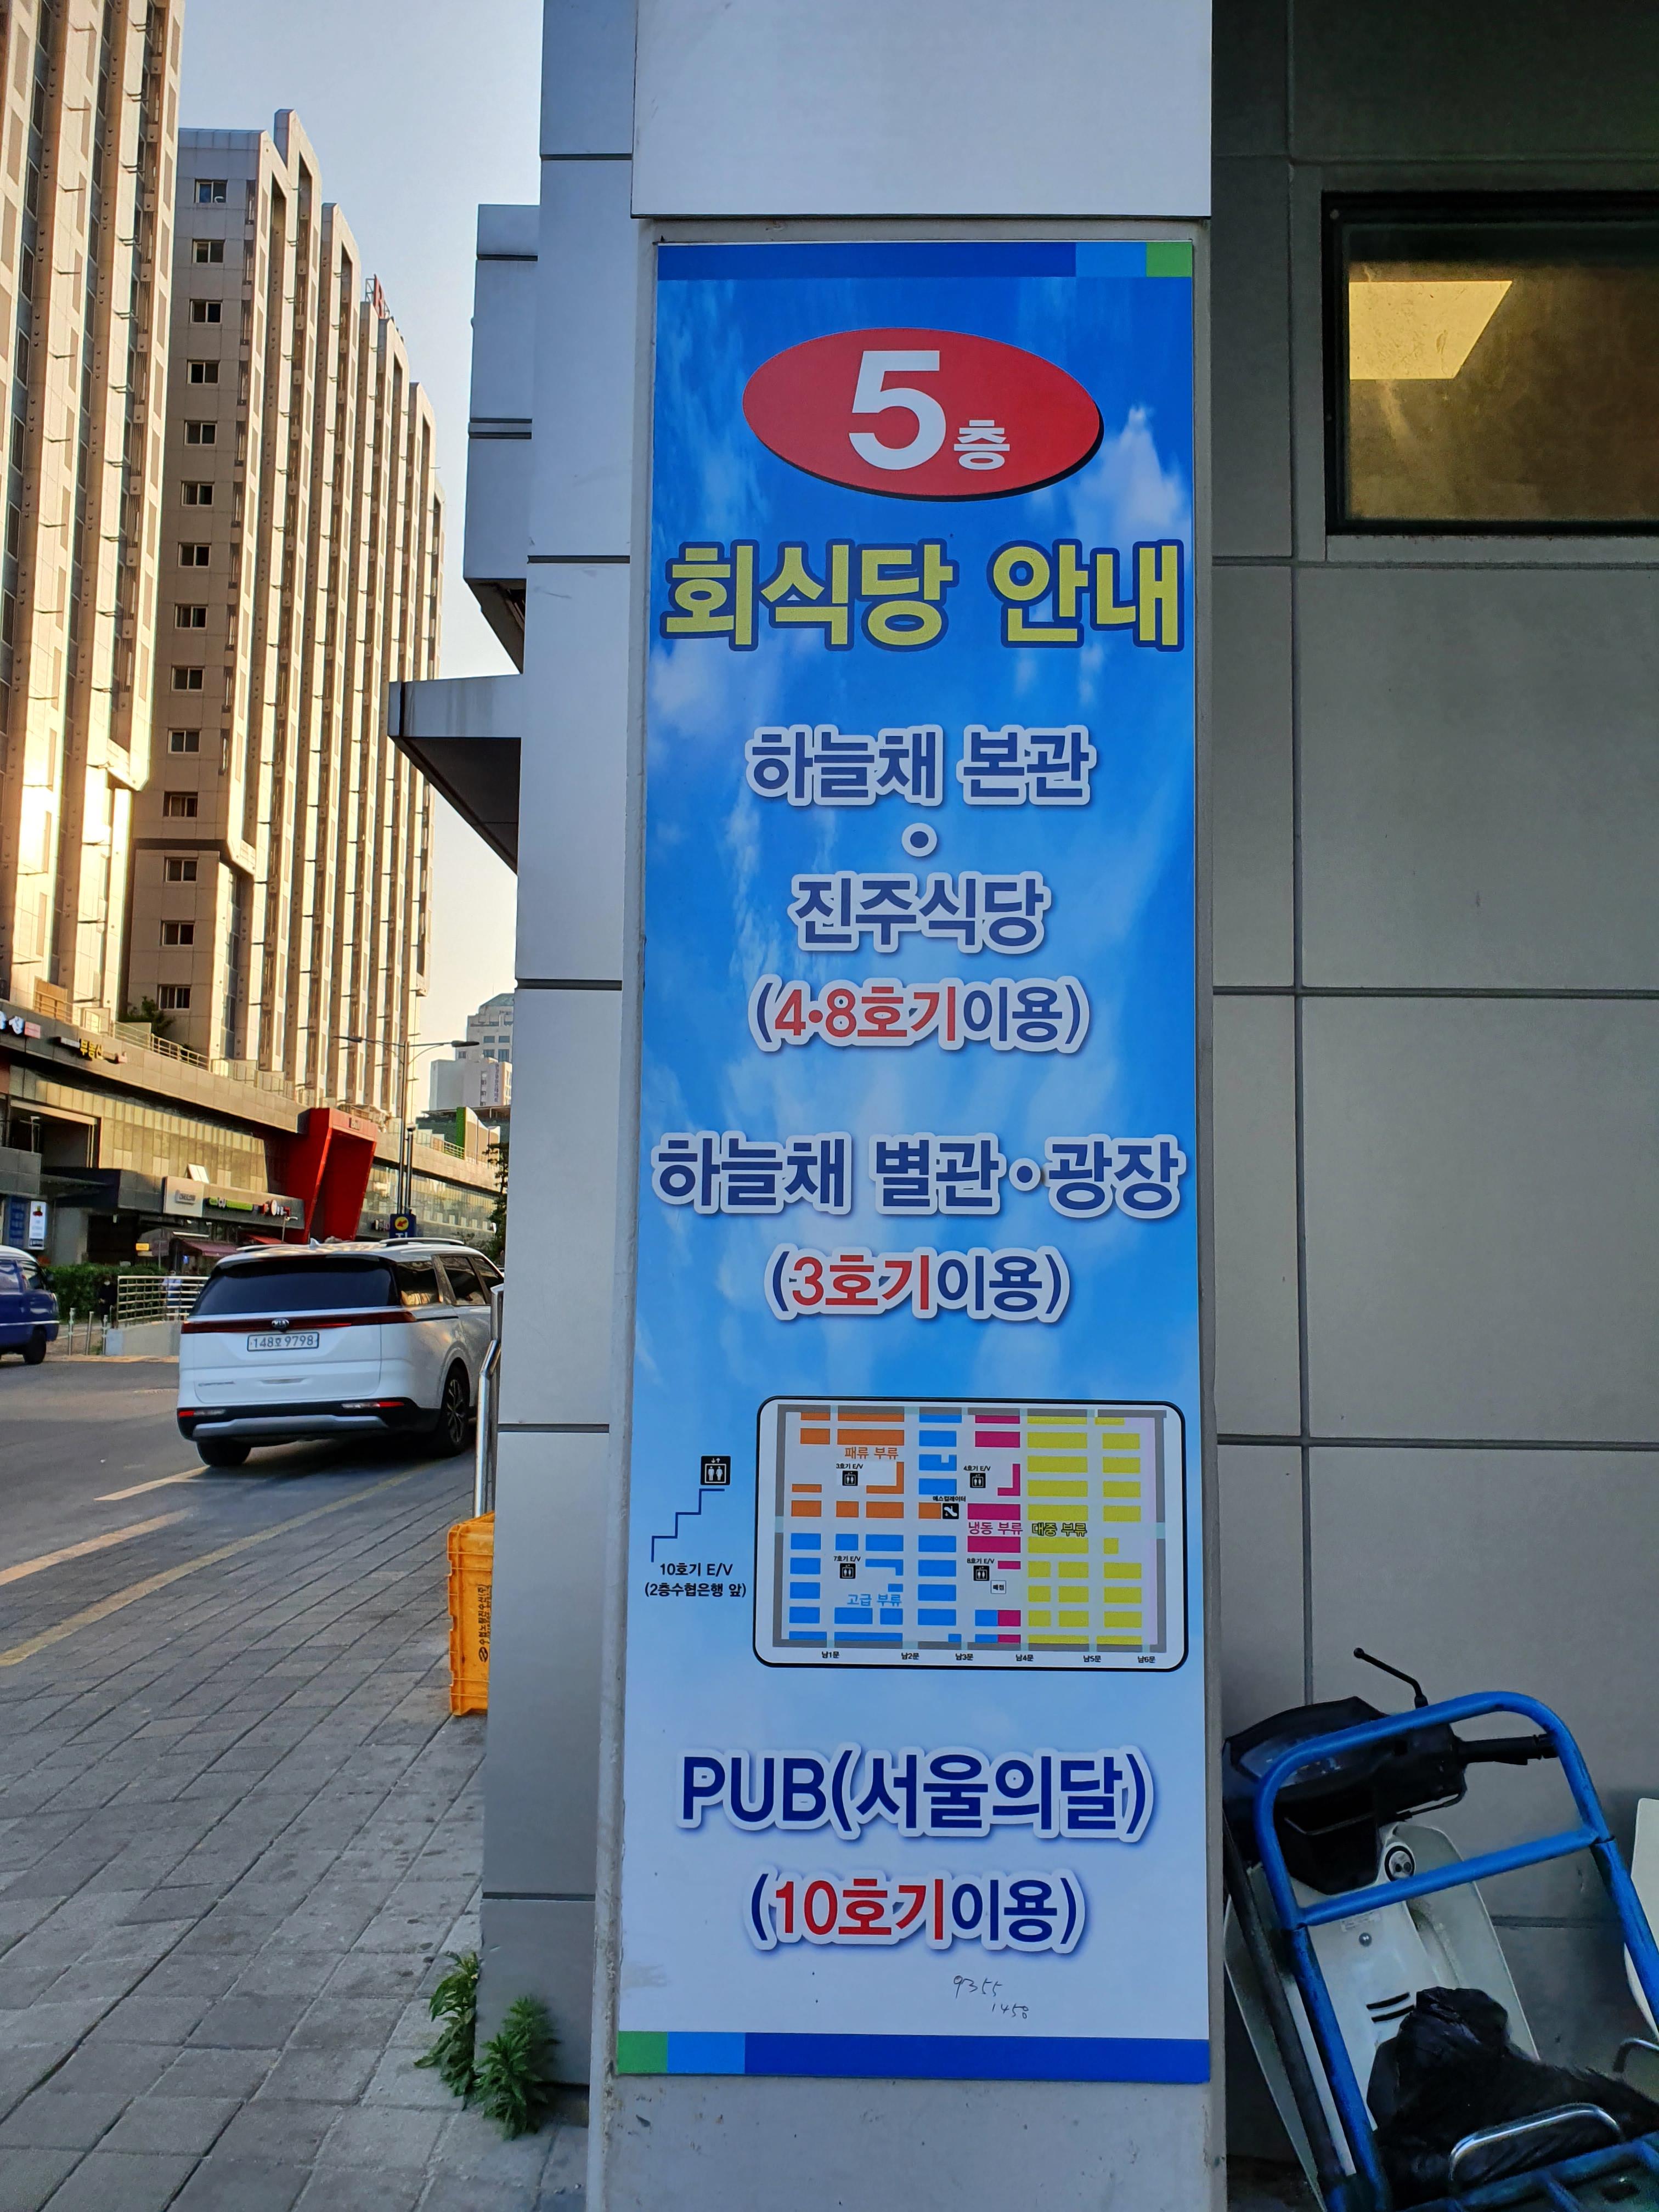 5층
회식당 안내
하늘채 본관
•
진주식당
(4•8호기이용)
하늘채 별관•광장
(3호기이용)
패류 부류
3호기 E/V
4호기 E/V
에스컬레이터
냉동 부류 대중 부류
7호기 E/V
8호기 E/V
매점
고급 부류
남1문 남2문 남3문 남4문 남5문 남6문
10호기 E/V
(2층수협은행 앞)
PUB(서울의달)
(10호기이용)
9355
1458
KIA
148호 9798